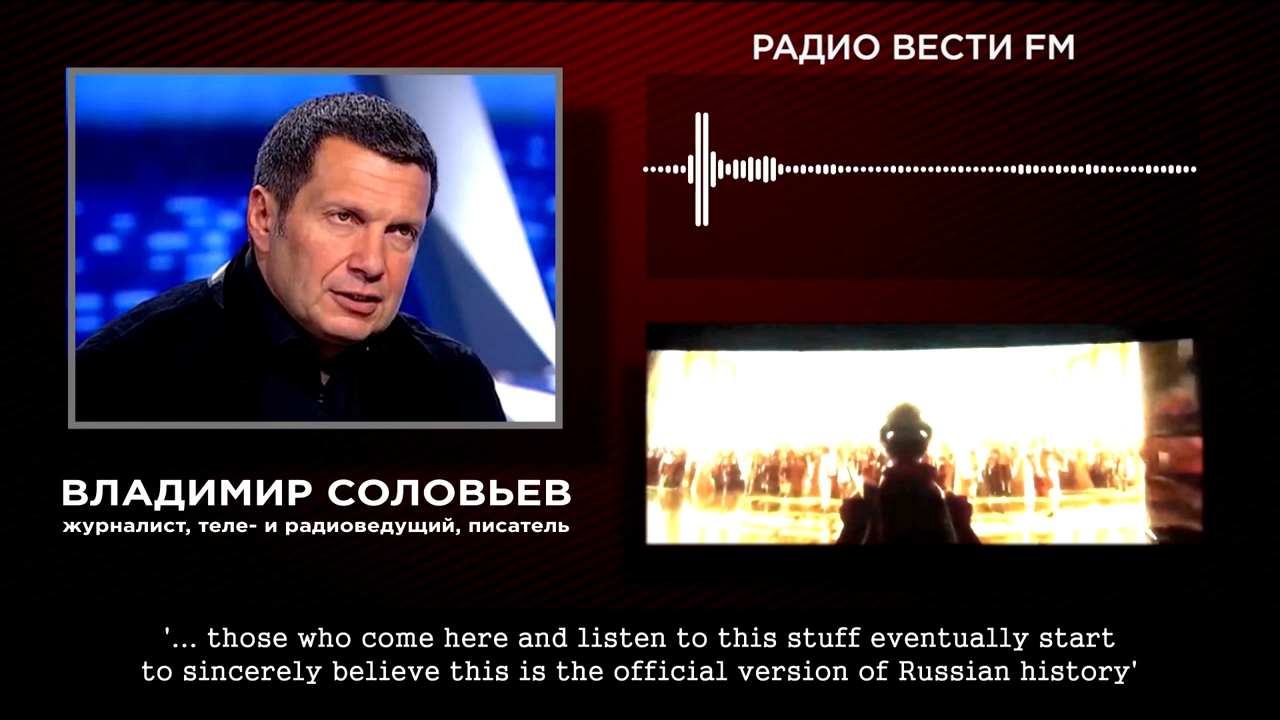 РАДИО ВЕСТИ FM
ВЛАДИМИР СОЛОВЬЕВ
журналист, теле- и радиоведущий, писатель
'... those who come here and listen to this stuff eventually start
to sincerely believe this is the official version of Russian history'